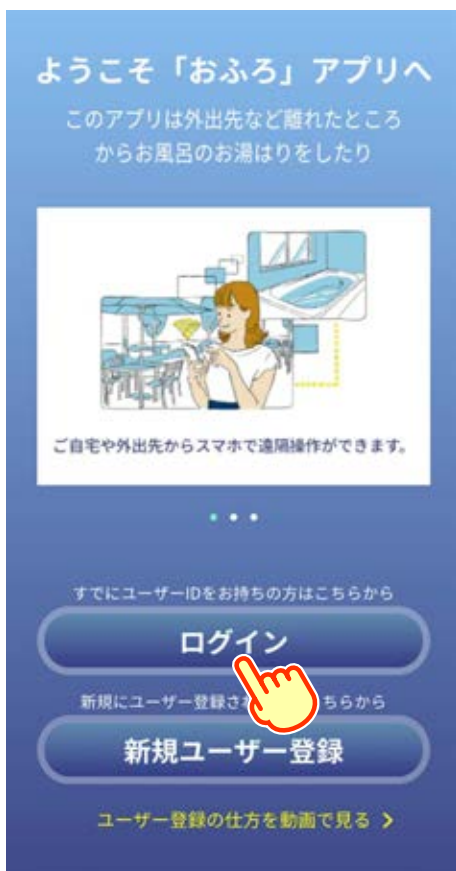 ようこそ「おふろ」アプリへ
このアプリは外出先など離れたところ
からお風呂のお湯はりをしたり
ご自宅や外出先からスマホで遠隔操作ができます。
すでにユーザーIDをお持ちの方はこちらから
ログイン
新規にユーザー登録さ ちらから
新規ユーザー登録
ユーザー登録の仕方を動画で見る >